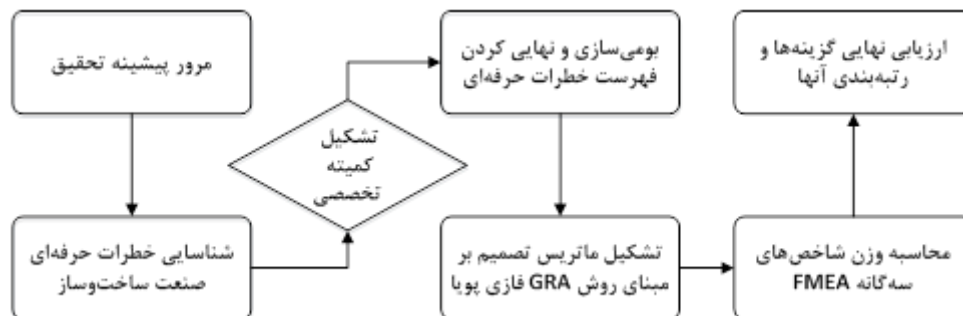 مرور پیشینه تحقیق
شناسایی خطرات حرفه‌ای
صنعت ساخت‌وساز
تشکیل
کمیته
تخصصی
بومی‌سازی و نهایی کردن
فهرست خطرات حرفه‌ای
تشکیل ماتریس تصمیم بر
مبنای روش GRA فازی پویا
محاسبه وزن شاخص‌های
سه‌گانه FMEA
ارزیابی نهایی گزینه‌ها و
رتبه‌بندی آنها